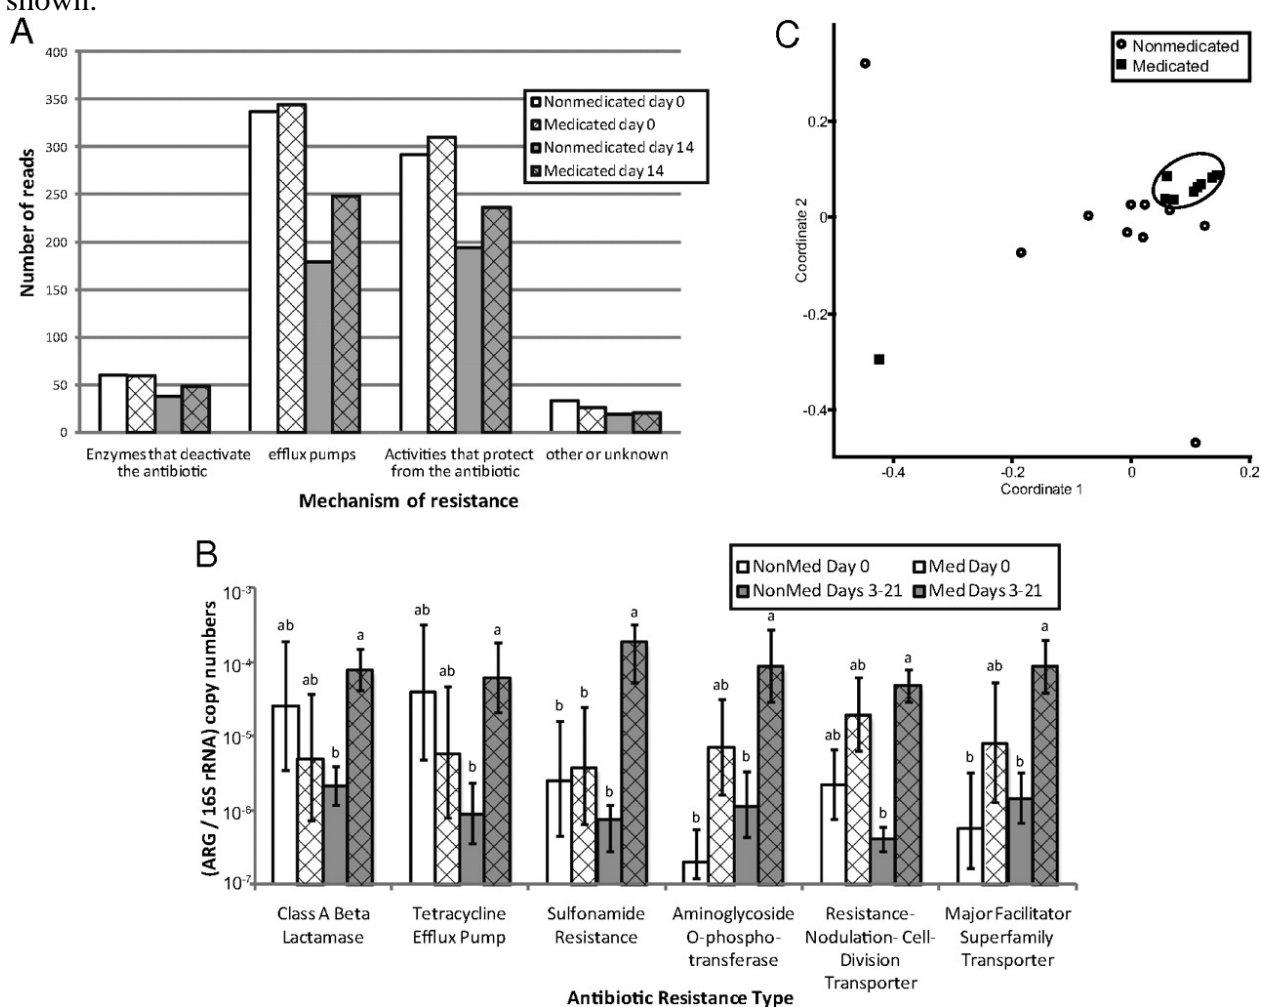 shown.
A
400
350
300
250
200
150
100
50
0
Number of reads
Nonmedicated day 0
Medicated day 0
Nonmedicated day 14
Medicated day 14
Enzymes that deactivate
the antibiotic
efflux pumps
Activities that protect
from the antibiotic
other or unknown
Mechanism of resistance
C
Nonmedicated
Medicated
0.2
0
-0.2
-0.4
Coordinate 2
-0.4
-0.2
0
0.2
Coordinate 1
B
NonMed Day 0
Med Day 0
NonMed Days 3-21
Med Days 3-21
10-3
10-4
10-5
10-6
10-7
(ARG / 16S rRNA) copy numbers
ab
ab
b
a
ab
ab
b
a
b
b
b
a
b
ab
b
a
ab
ab
b
a
b
ab
b
a
Class A Beta
Lactamase
Tetracycline
Efflux Pump
Sulfonamide
Resistance
Aminoglycoside
O-phospho-
transferase
Resistance-
Nodulation- Cell-
Division
Transporter
Major Facilitator
Superfamily
Transporter
Antibiotic Resistance Type